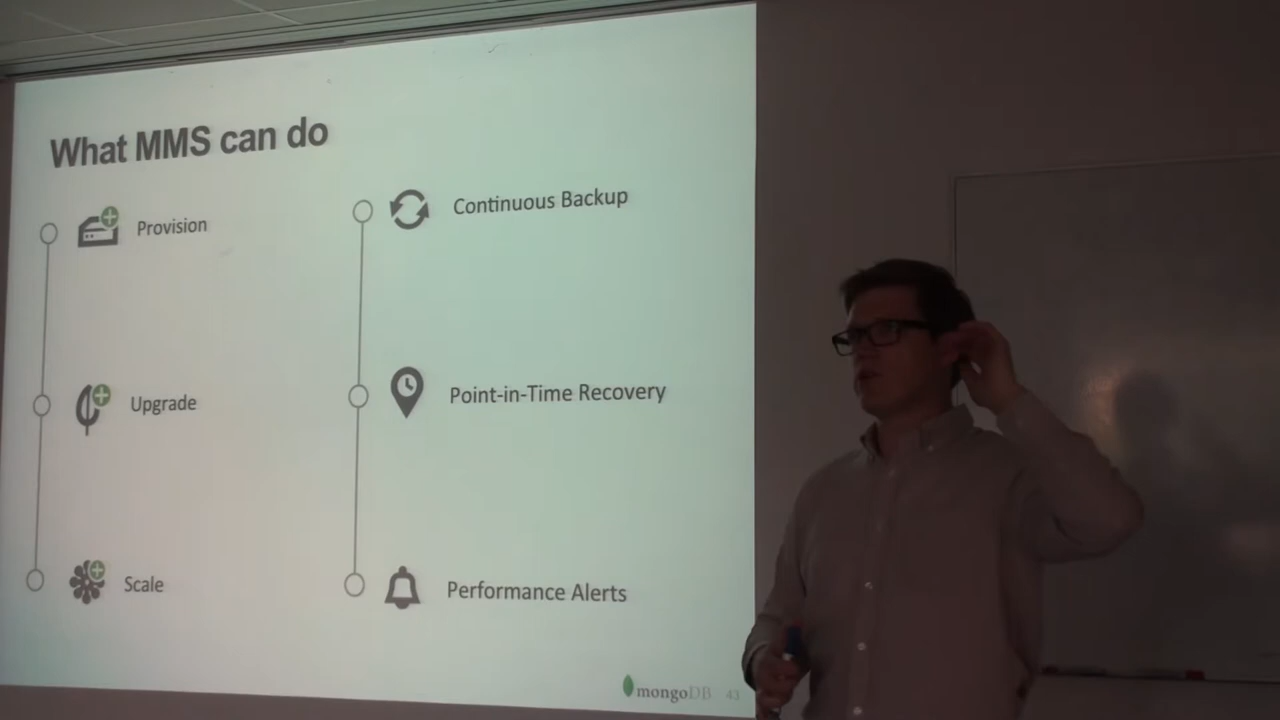 What MMS can do
Provision
Upgrade
Scale
Continuous Backup
Point-in-Time Recovery
Performance Alerts
mongoDB 43